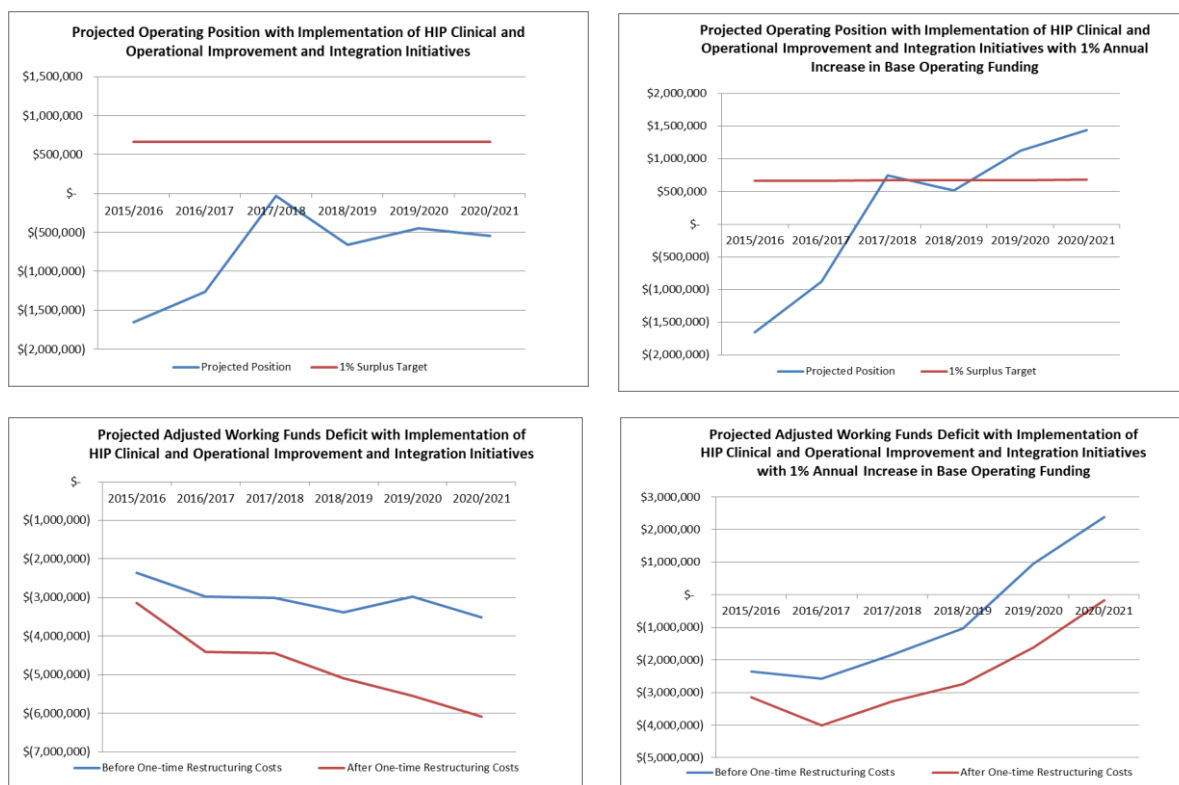 Projected Operating Position with Implementation of HIP Clinical and
Operational Improvement and Integration Initiatives
$1,500,000
$1,000,000
$500,000
$-
$(500,000)
$(1,000,000)
$(1,500,000)
$(2,000,000)
2015/2016 2016/2017 2017/2018 2018/2019 2019/2020 2020/2021
Projected Position 1% Surplus Target
Projected Operating Position with Implementation of HIP Clinical and
Operational Improvement and Integration Initiatives with 1% Annual
Increase in Base Operating Funding
$2,000,000
$1,500,000
$1,000,000
$500,000
$-
$(500,000)
$(1,000,000)
$(1,500,000)
$(2,000,000)
2015/2016 2016/2017 2017/2018 2018/2019 2019/2020 2020/2021
Projected Position 1% Surplus Target
Projected Adjusted Working Funds Deficit with Implementation of
HIP Clinical and Operational Improvement and Integration Initiatives
$-
$(1,000,000)
$(2,000,000)
$(3,000,000)
$(4,000,000)
$(5,000,000)
$(6,000,000)
$(7,000,000)
2015/2016 2016/2017 2017/2018 2018/2019 2019/2020 2020/2021
Before One-time Restructuring Costs After One-time Restructuring Costs
Projected Adjusted Working Funds Deficit with Implementation of
HIP Clinical and Operational Improvement and Integration Initiatives
with 1% Annual Increase in Base Operating Funding
$3,000,000
$2,000,000
$1,000,000
$-
$(1,000,000)
$(2,000,000)
$(3,000,000)
$(4,000,000)
$(5,000,000)
2015/2016 2016/2017 2017/2018 2018/2019 2019/2020 2020/2021
Before One-time Restructuring Costs After One-time Restructuring Costs